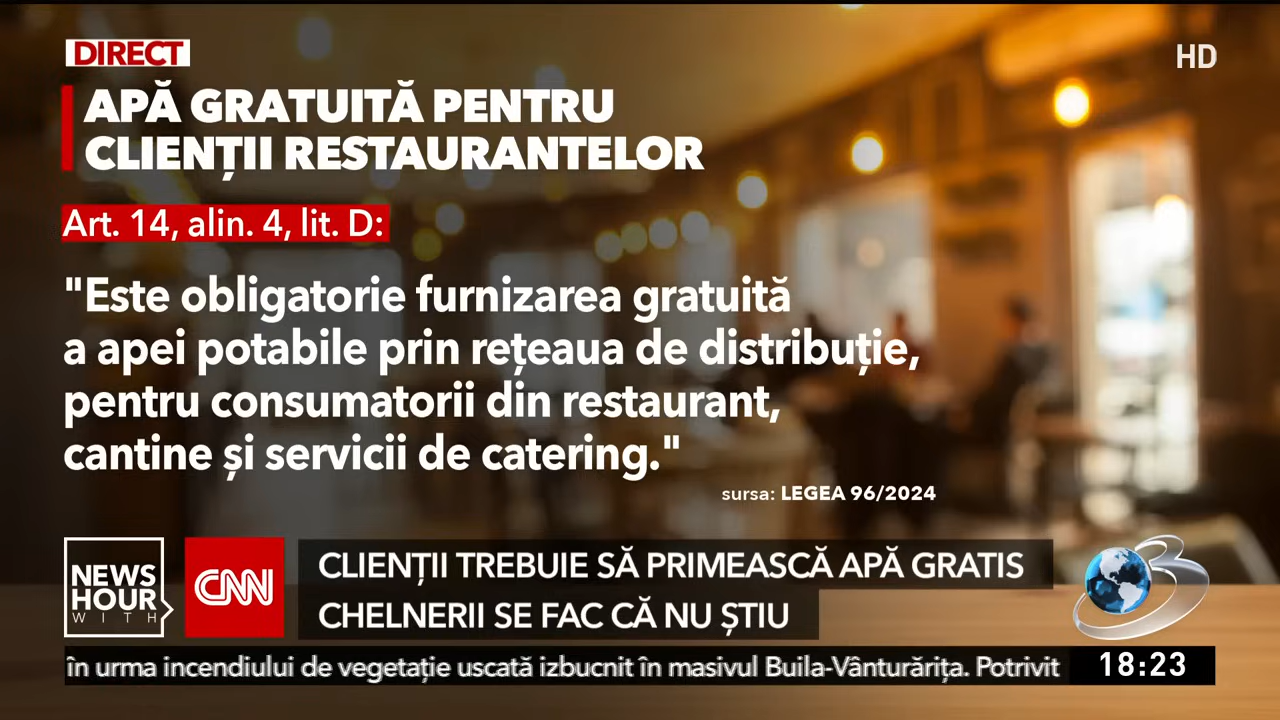 DIRECT
HD
APĂ GRATUITĂ PENTRU
CLIENȚII RESTAURANTELOR
Art. 14, alin. 4, lit. D:
"Este obligatorie furnizarea gratuită
a apei potabile prin rețeaua de distribuție,
pentru consumatorii din restaurant,
cantine și servicii de catering."
sursa: LEGEA 96/2024
NEWS
HOUR
WITH
CNN
CLIENȚII TREBUIE SĂ PRIMEASCĂ APĂ GRATIS
CHELNERII SE FAC CĂ NU ȘTIU
3
în urma incendiului de vegetație uscată izbucnit în masivul Buila-Vânturărița. Potrivit
18:23